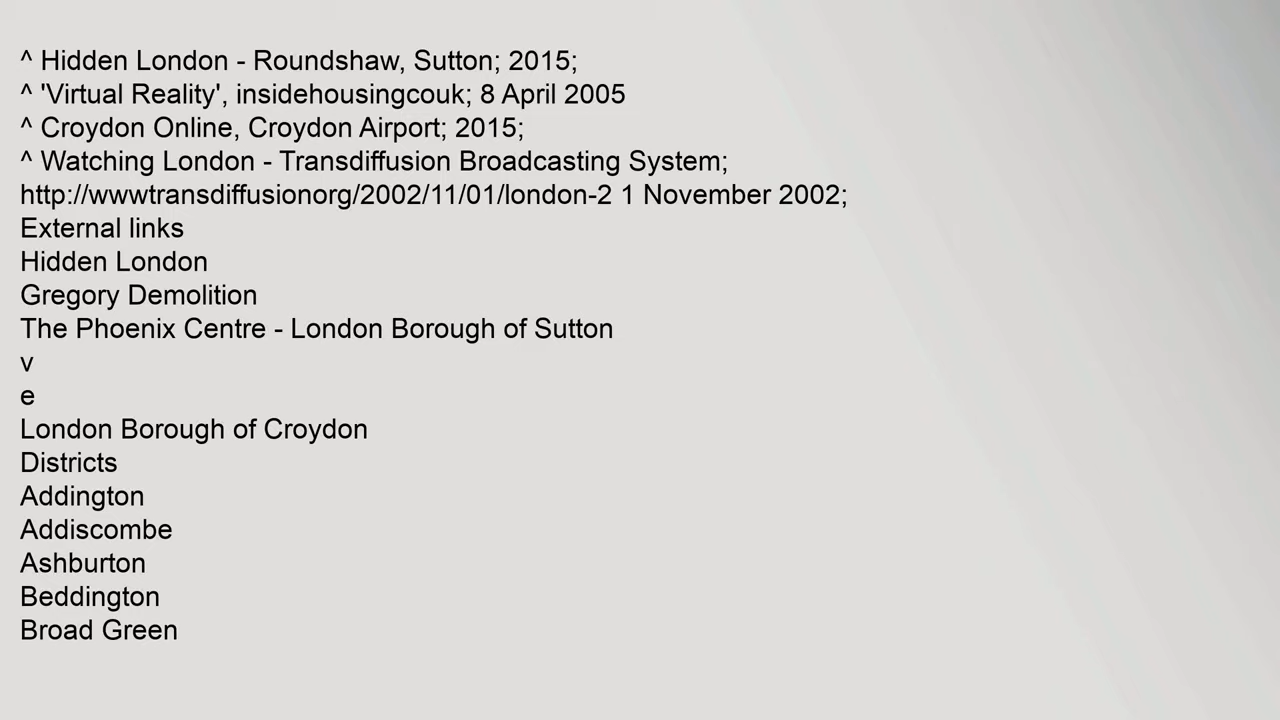 ^ Hidden London - Roundshaw, Sutton; 2015;
^ 'Virtual Reality', insidehousingcouk; 8 April 2005
^ Croydon Online, Croydon Airport; 2015;
^ Watching London - Transdiffusion Broadcasting System;
http://wwwtransdiffusionorg/2002/11/01/london-2 1 November 2002;
External links
Hidden London
Gregory Demolition
The Phoenix Centre - London Borough of Sutton
v
e
London Borough of Croydon
Districts
Addington
Addiscombe
Ashburton
Beddington
Broad Green